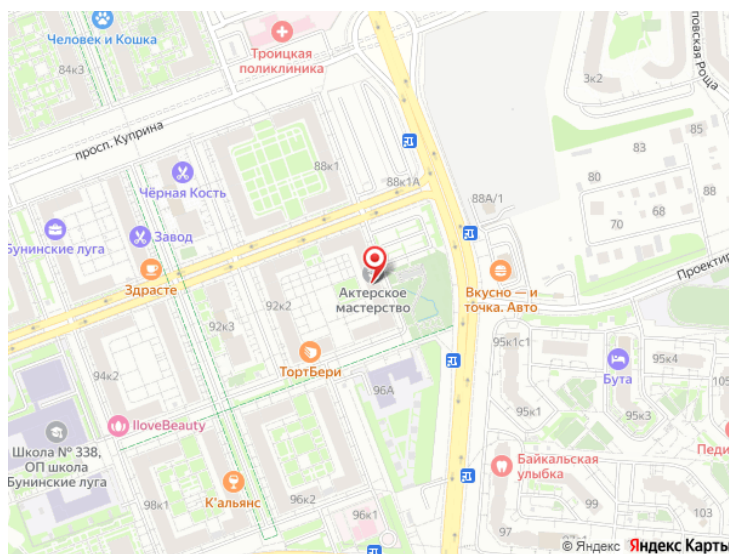 Человек и Кошка
Троицкая
поликлиника
84к3
3к2
повская Роща
просп. Куприна
85
83
80
88
88к1
88к1А
88А/1
68
70
Чёрная Кость
Бунинские луга
Завод
Здрасте
Актерское
мастерство
Вкусно — и
точка. Авто
Проектир
92к2
92к3
ТортБери
95к1с1
95к4
Бута
94к2
96А
95к1
95к3
105
IloveBeauty
Школа № 338,
ОП школа
Бунинские луга
Байкальская
улыбка
Педи
К'альянс
98к1
96к2
96к1
99
103
97
© Яндекс Яндекс Карты